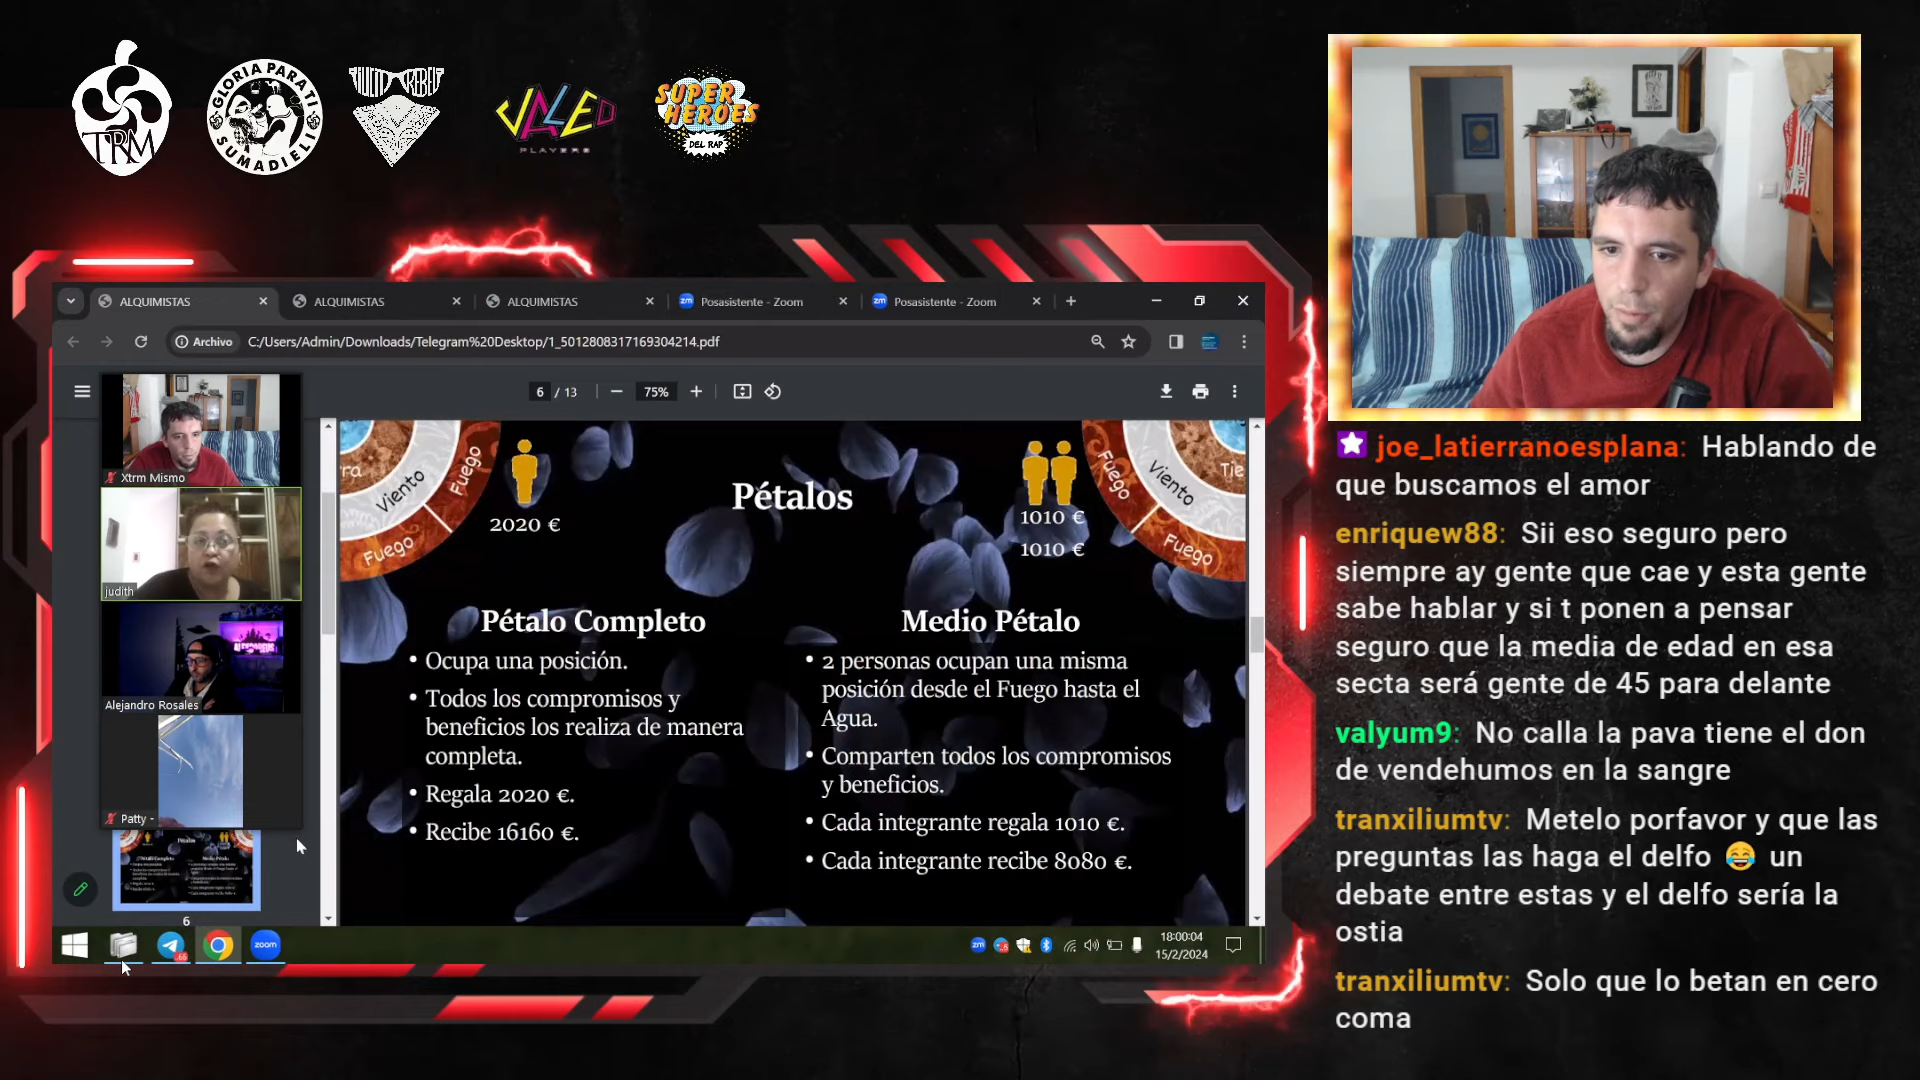 TRM
GLORIA PARATI
SUMADIELI
VALED
PLAYERS
SUPER
HEROES
DEL RAP
ALQUIMISTAS
ALQUIMISTAS
ALQUIMISTAS
zm Posasistente - Zoom
zm Posasistente - Zoom
Archivo
C:/Users/Admin/Downloads/Telegram%20Desktop/1_5012808317169304214.pdf
6 / 13
75%
Xtrm Mismo
judith
Alejandro Rosales
Patty -
6
Viento
Fuego
Fuego
2020 €
Pétalos
1010 €
1010 €
Fuego
Viento
Tie
Fuego
Pétalo Completo
• Ocupa una posición.
• Todos los compromisos y
beneficios los realiza de manera
completa.
• Regala 2020 €.
• Recibe 16160 €.
Medio Pétalo
• 2 personas ocupan una misma
posición desde el Fuego hasta el
Agua.
• Comparten todos los compromisos
y beneficios.
• Cada integrante regala 1010 €.
• Cada integrante recibe 8080 €.
zoom
zm
18:00:04
15/2/2024
joe_latierranoesplana: Hablando de
que buscamos el amor
enriquew88: Sii eso seguro pero
siempre ay gente que cae y esta gente
sabe hablar y si t ponen a pensar
seguro que la media de edad en esa
secta será gente de 45 para delante
valyum9: No calla la pava tiene el don
de vendehumos en la sangre
tranxiliumtv: Metelo porfavor y que las
preguntas las haga el delfo 😂 un
debate entre estas y el delfo sería la
ostia
tranxiliumtv: Solo que lo betan en cero
coma